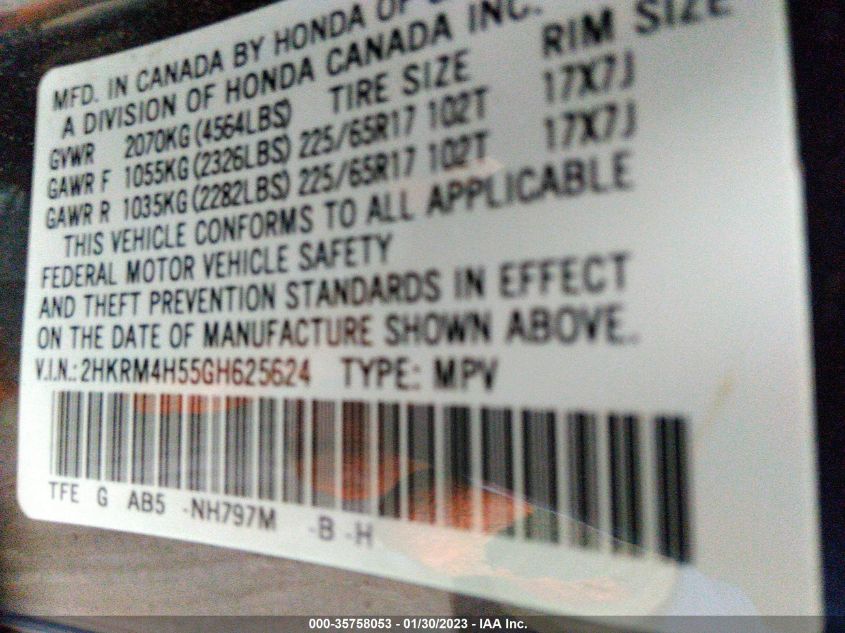 MFD. IN CANADA BY HONDA OF
A DIVISION OF HONDA CANADA INC.
GVWR 2070KG(4564LBS) TIRE SIZE RIM SIZE
GAWR F 1055KG(2326LBS) 225/65R17 102T 17X7J
GAWR R 1035KG(2282LBS) 225/65R17 102T 17X7J
THIS VEHICLE CONFORMS TO ALL APPLICABLE
FEDERAL MOTOR VEHICLE SAFETY
AND THEFT PREVENTION STANDARDS IN EFFECT
ON THE DATE OF MANUFACTURE SHOWN ABOVE.
V.I.N.:2HKRM4H55GH625624 TYPE: MPV
TFE G AB5 -NH797M -B -H
000-35758053 - 01/30/2023 - IAA Inc.